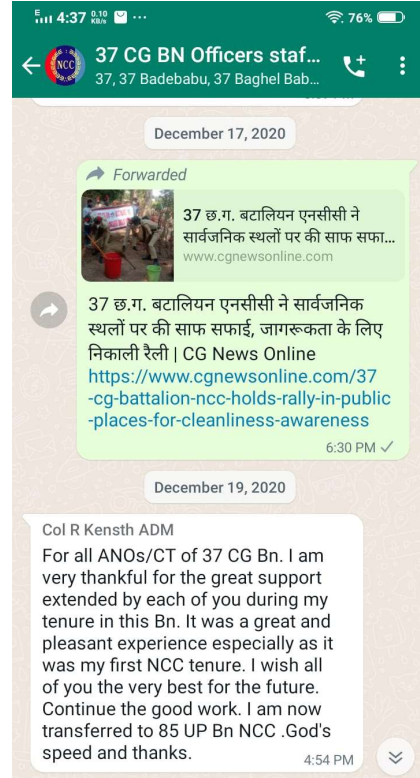 E 4:37 0.10 KB/s ... 76%
NCC
37 CG BN Officers staf...
37, 37 Badebabu, 37 Baghel Bab...
December 17, 2020
Forwarded
37 छ.ग. बटालियन एनसीसी ने
सार्वजनिक स्थलों पर की साफ सफा...
www.cgnewsonline.com
37 छ.ग. बटालियन एनसीसी ने सार्वजनिक
स्थलों पर की साफ सफाई, जागरूकता के लिए
निकाली रैली | CG News Online
https://www.cgnewsonline.com/37
-cg-battalion-ncc-holds-rally-in-public
-places-for-cleanliness-awareness
6:30 PM
December 19, 2020
Col R Kensth ADM
For all ANOs/CT of 37 CG Bn. I am
very thankful for the great support
extended by each of you during my
tenure in this Bn. It was a great and
pleasant experience especially as it
was my first NCC tenure. I wish all
of you the very best for the future.
Continue the good work. I am now
transferred to 85 UP Bn NCC .God's
speed and thanks.
4:54 PM